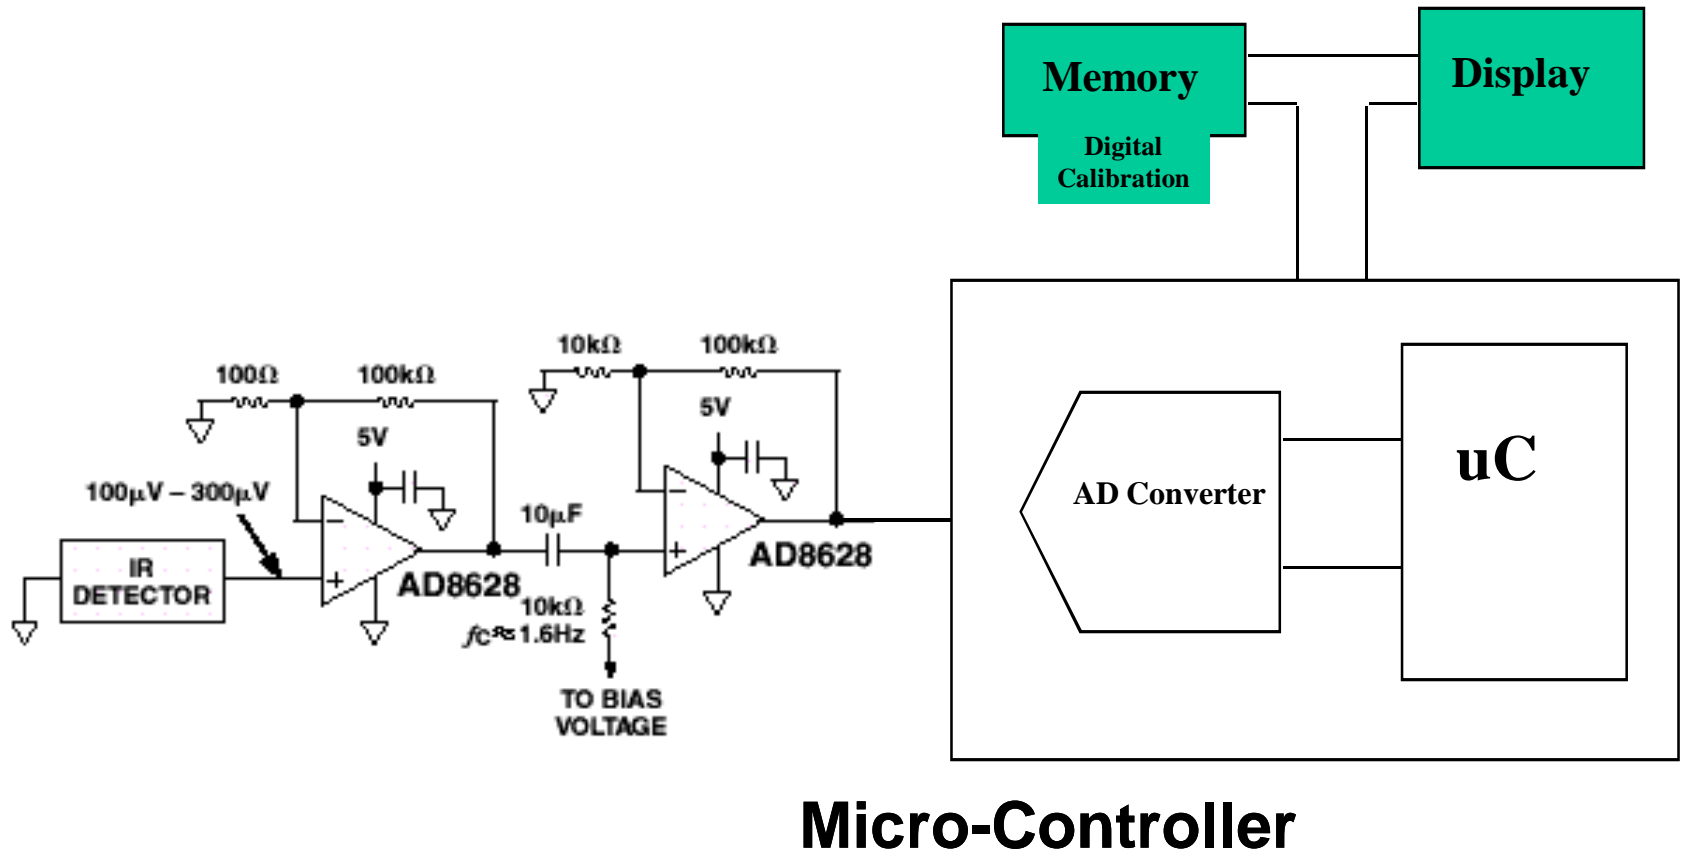 Memory
Digital
Calibration
Display
10kΩ
100kΩ
100Ω
100kΩ
5V
5V
100μV – 300μV
10μF
IR
DETECTOR
−
+
AD8628
−
+
AD8628
10kΩ
fC ≈ 1.6Hz
TO BIAS
VOLTAGE
AD Converter
uC
Micro-Controller